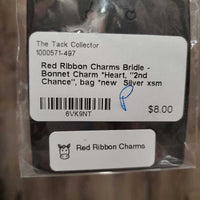 The Tack Collector
1000571-497
Red Ribbon Charms Bridle -
Bonnet Charm *Heart, "2nd
Chance", bag *new Silver xsm
P
6VK9NT
$8.00
Red Ribbon Charms